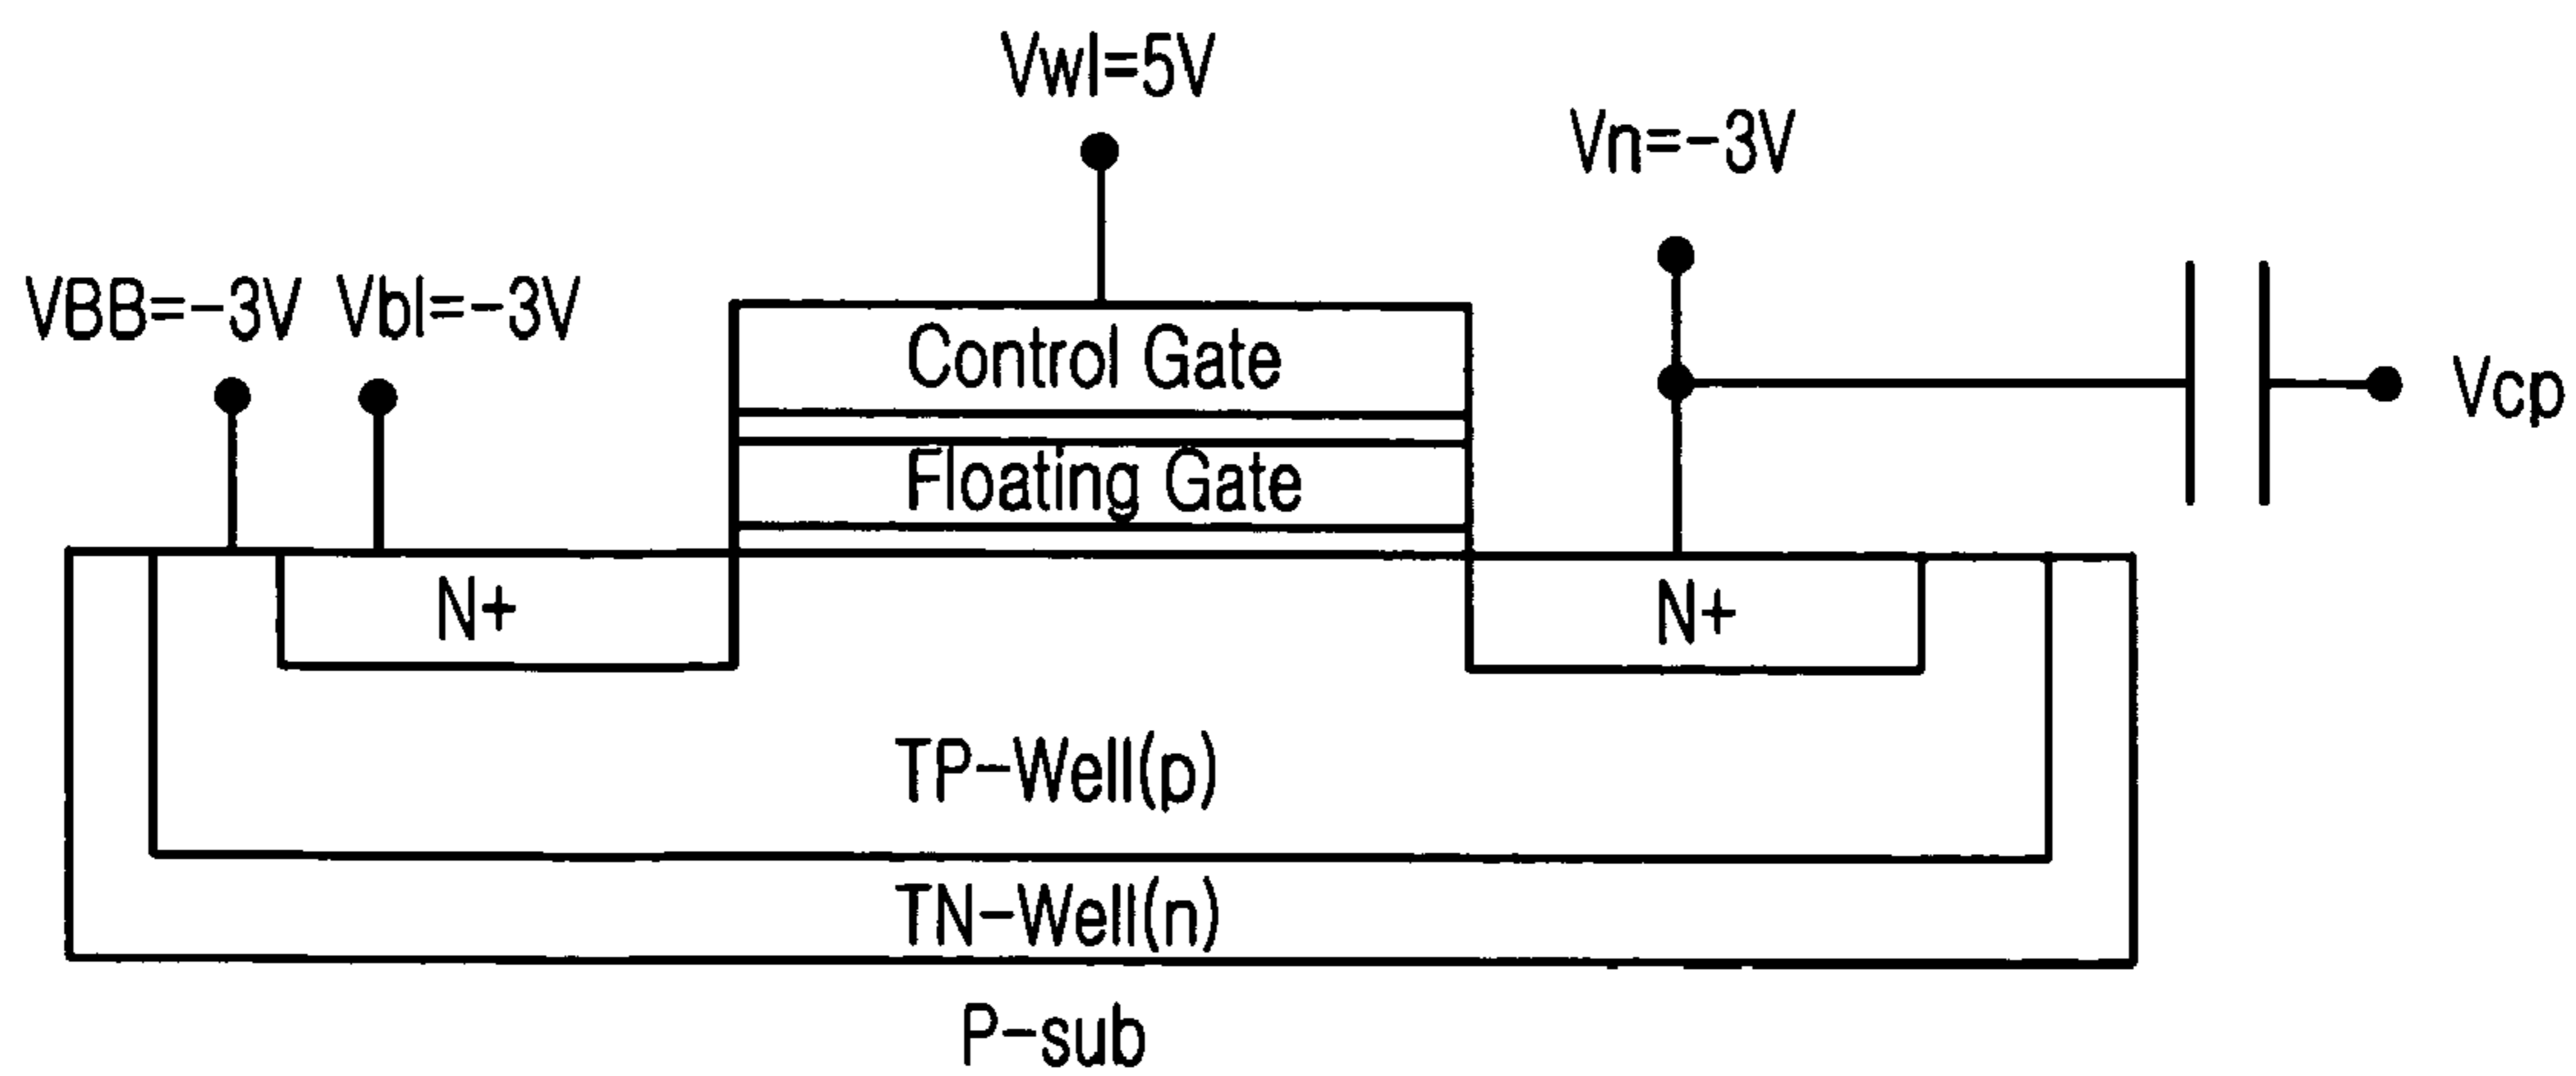 Vwl=5V
Vn=-3V
VBB=-3V Vbl=-3V
Control Gate
Vcp
Floating Gate
N+ N+
TP-Well(p)
TN-Well(n)
P-sub